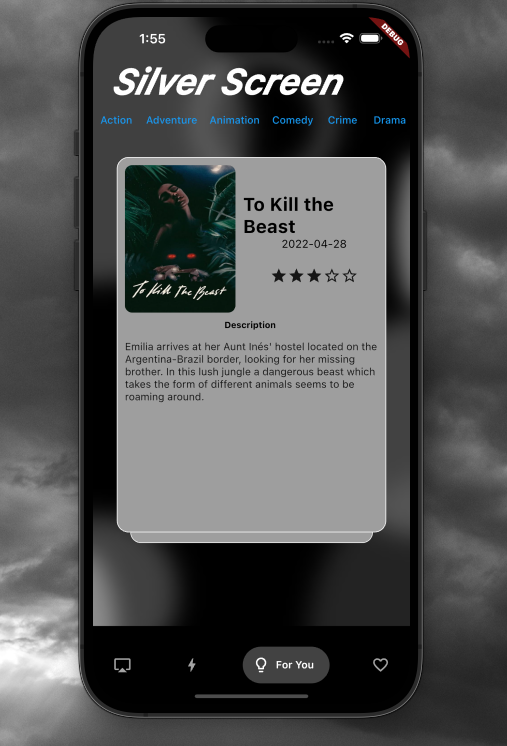 1:55
DEBUG
Silver Screen
Action Adventure Animation Comedy Crime Drama
To Kill the Beast
To Kill the
Beast
2022-04-28
Description
Emilia arrives at her Aunt Inés' hostel located on the
Argentina-Brazil border, looking for her missing
brother. In this lush jungle a dangerous beast which
takes the form of different animals seems to be
roaming around.
For You